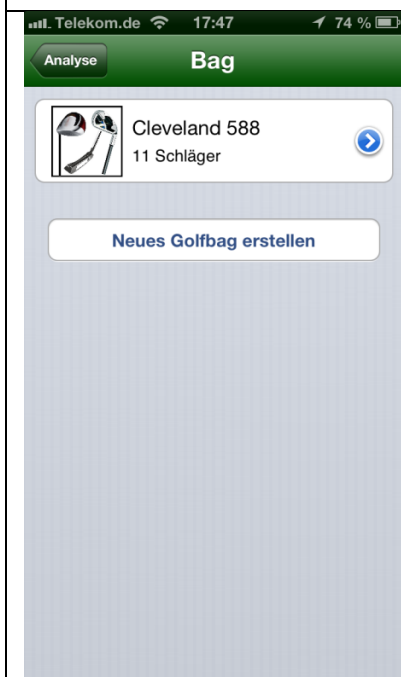 Telekom.de 17:47 74 %
Analyse Bag
Cleveland 588
11 Schläger
Neues Golfbag erstellen